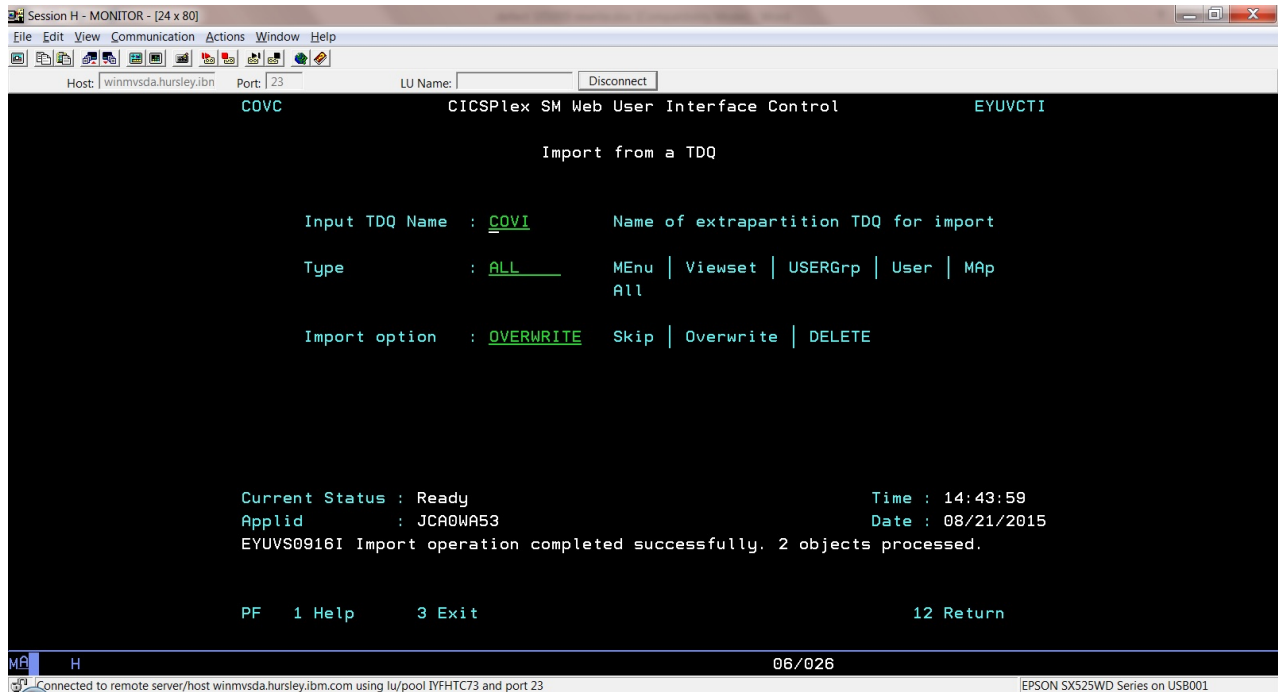 Session H - MONITOR - [24 x 80]
File Edit View Communication Actions Window Help
Host: winmvsda.hursley.ibn Port: 23 LU Name: Disconnect
COVC CICSPlex SM Web User Interface Control EYUVCTI
Import from a TDQ
Input TDQ Name : COVI Name of extrapartition TDQ for import
Type : ALL MEnu | Viewset | USERGrp | User | MAp
All
Import option : OVERWRITE Skip | Overwrite | DELETE
Current Status : Ready Time : 14:43:59
Applid : JCA0WA53 Date : 08/21/2015
EYUVS0916I Import operation completed successfully. 2 objects processed.
PF 1 Help 3 Exit 12 Return
MA H 06/026
Connected to remote server/host winmvsda.hursley.ibm.com using lu/pool IYFHTC73 and port 23 EPSON SX525WD Series on USB001